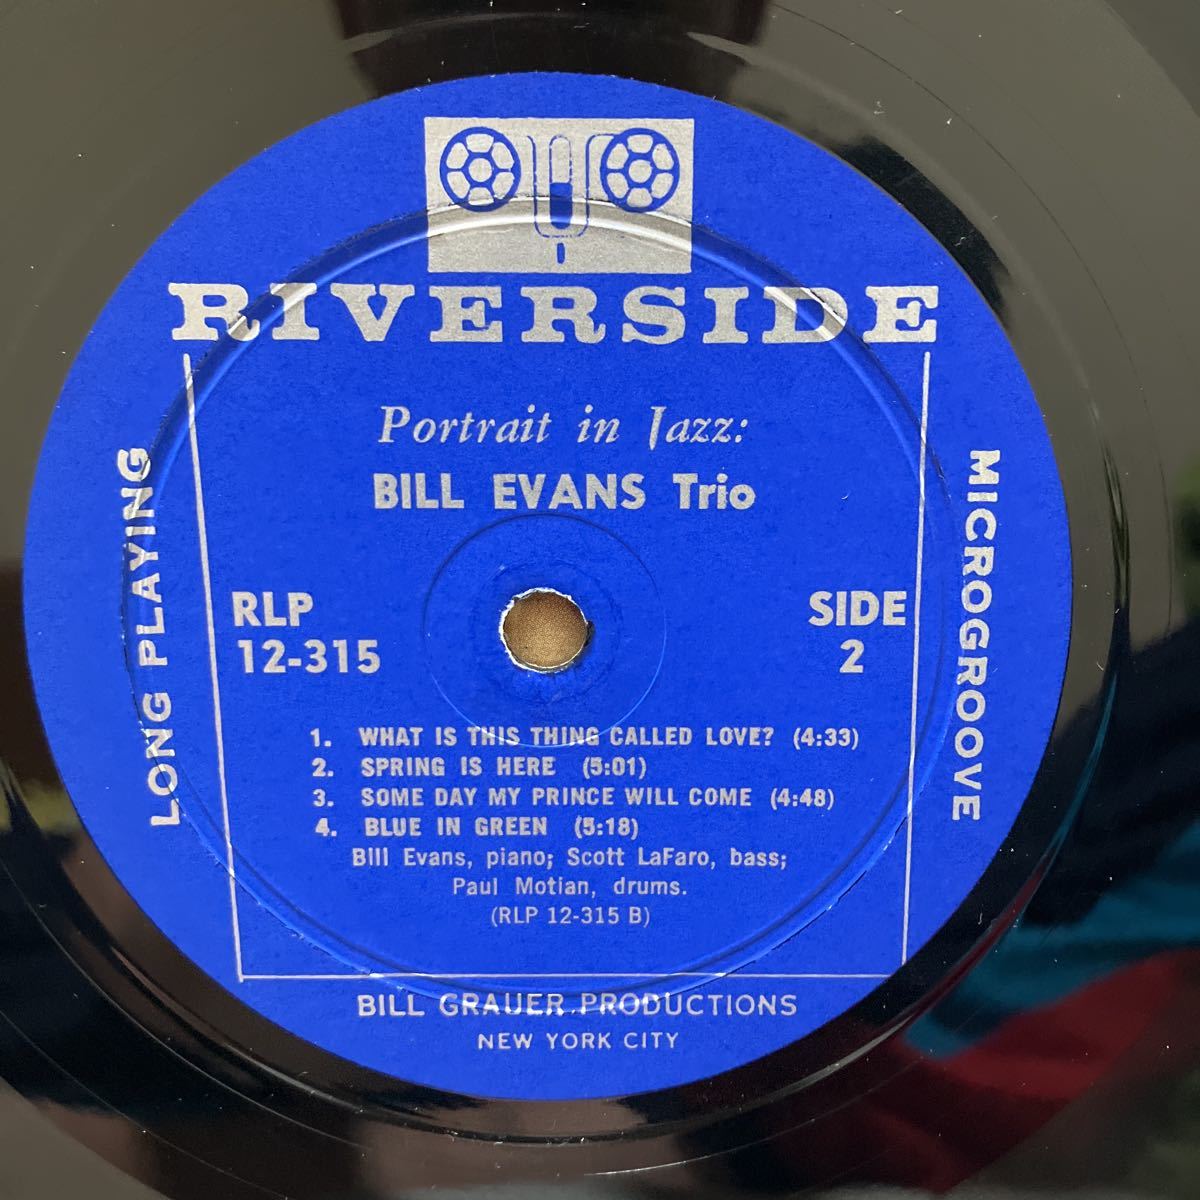 RIVERSIDE
Portrait in Jazz:
BILL EVANS Trio
LONG PLAYING
MICROGROOVE
RLP
12-315
SIDE
2
1. WHAT IS THIS THING CALLED LOVE? (4:33)
2. SPRING IS HERE (5:01)
3. SOME DAY MY PRINCE WILL COME (4:48)
4. BLUE IN GREEN (5:18)
Bill Evans, piano; Scott LaFaro, bass;
Paul Motian, drums.
(RLP 12-315 B)
BILL GRAUER PRODUCTIONS
NEW YORK CITY